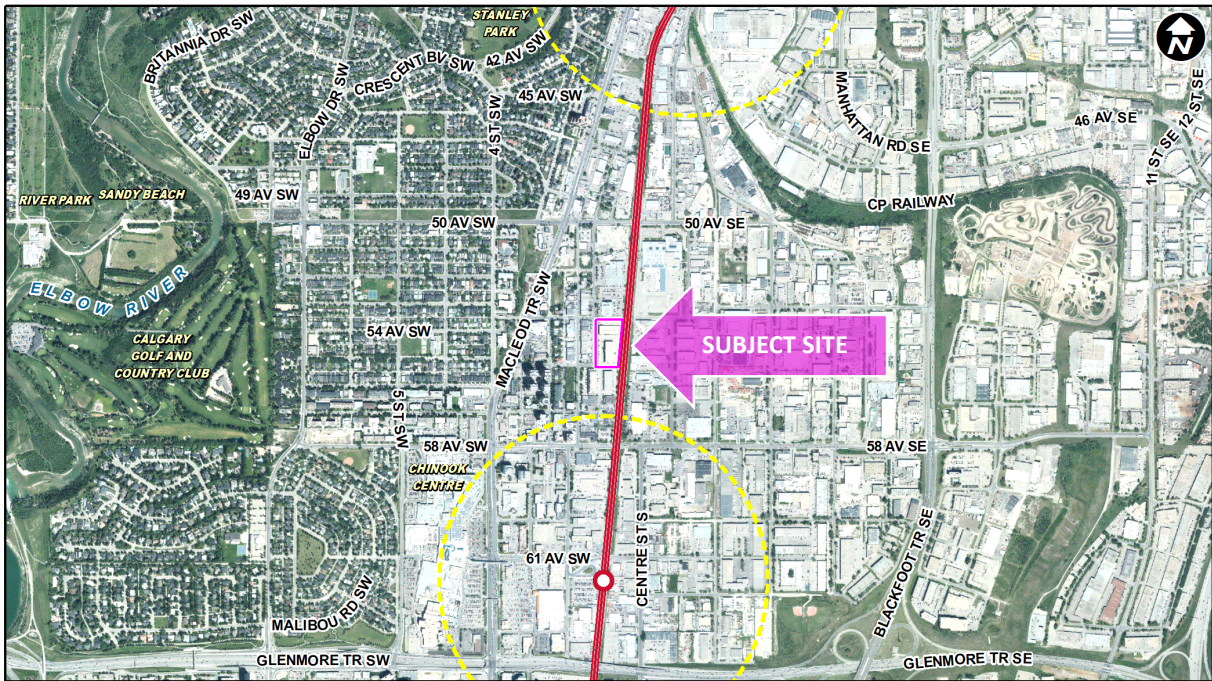 STANLEY
PARK
N
BRITANNIA DR SW
ELBOW DR SW
CRESCENT BV SW
42 AV SW
45 AV SW
4 ST SW
MANHATTAN RD SE
46 AV SE
11 ST SE
12 ST SE
RIVER PARK
SANDY BEACH
49 AV SW
50 AV SW
50 AV SE
CP RAILWAY
ELBOW RIVER
MACLEOD TR SW
54 AV SW
CALGARY
GOLF AND
COUNTRY CLUB
SUBJECT SITE
5 ST SW
58 AV SW
58 AV SE
CHINOOK
CENTRE
61 AV SW
CENTRE ST S
BLACKFOOT TR SE
MALIBOU RD SW
GLENMORE TR SW
GLENMORE TR SE